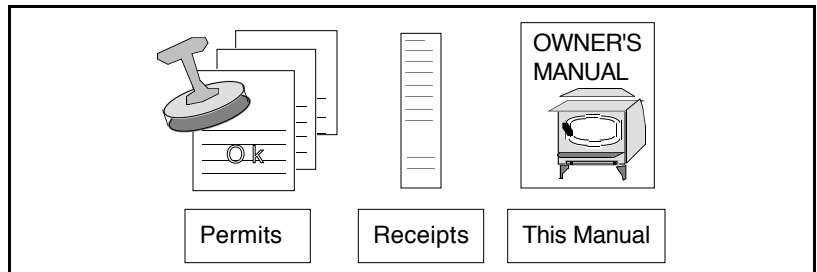 OWNER'S
MANUAL
Ok
Permits
Receipts
This Manual